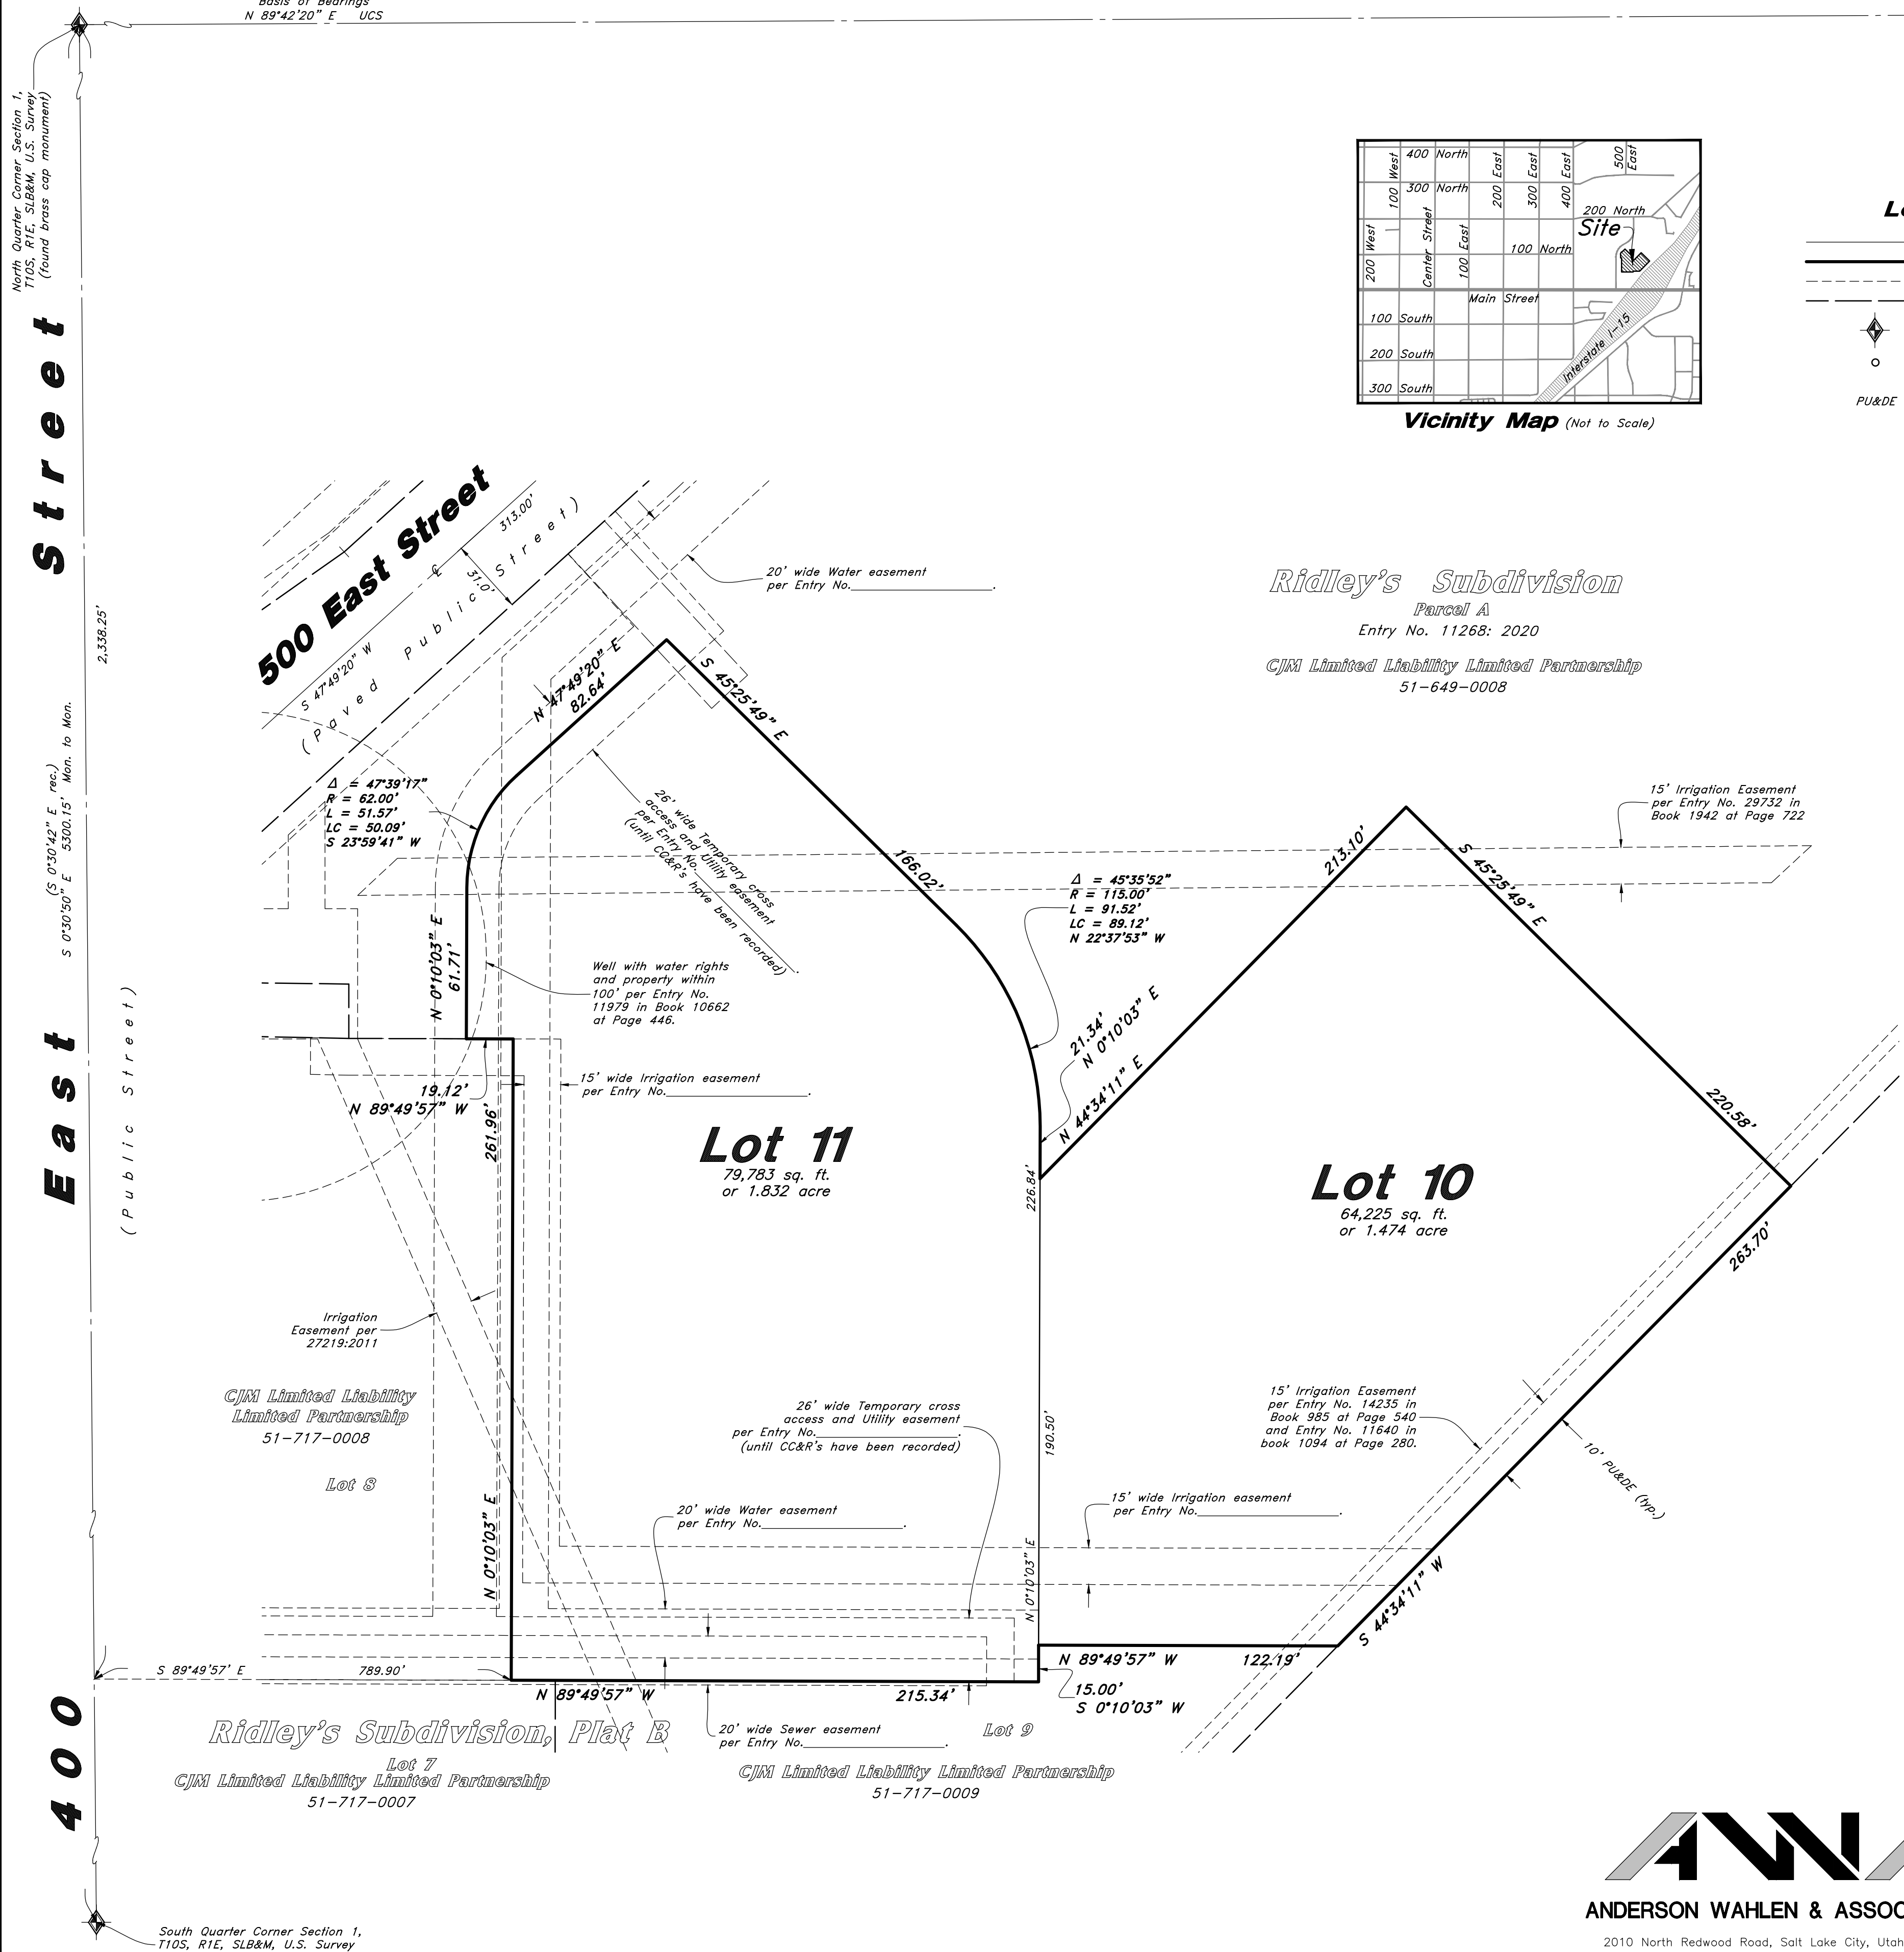 Basis of Bearings
N 89°42'20" E UCS
North Quarter Corner Section 1,
T10S, R1E, SLB&M, U.S. Survey
(found brass cap monument)
400 East Street
(Public Street)
2,338.25'
(S 0°30'42" E rec.)
S 0°30'50" E 5300.15' Mon. to Mon.
400 North
300 North
200 North
100 North
Main Street
100 South
200 South
300 South
200 West
100 West
Center Street
100 East
200 East
300 East
400 East
500 East
Site
Interstate I-15
Vicinity Map (Not to Scale)
PU&DE
500 East Street
S 47°49'20" W
313.00'
℄
31.0'
(Paved Public Street)
20' wide Water easement
per Entry No.____________.
Ridley's Subdivision
Parcel A
Entry No. 11268: 2020
CJM Limited Liability Limited Partnership
51-649-0008
N 47°49'20" E
82.64'
S 45°25'49" E
166.02'
Δ = 47°39'17"
R = 62.00'
L = 51.57'
LC = 50.09'
S 23°59'41" W
26' wide Temporary cross
access and Utility easement
per Entry No.____________.
(until CC&R's have been recorded)
15' Irrigation Easement
per Entry No. 29732 in
Book 1942 at Page 722
213.10'
S 45°25'49" E
220.58'
Δ = 45°35'52"
R = 115.00'
L = 91.52'
LC = 89.12'
N 22°37'53" W
N 0°10'03" E
61.71'
Well with water rights
and property within
100' per Entry No.
11979 in Book 10662
at Page 446.
21.34'
N 0°10'03" E
N 44°34'11" E
19.12'
N 89°49'57" W
15' wide Irrigation easement
per Entry No.____________.
261.96'
Lot 11
79,783 sq. ft.
or 1.832 acre
226.84'
Lot 10
64,225 sq. ft.
or 1.474 acre
263.70'
Irrigation
Easement per
27219:2011
CJM Limited Liability
Limited Partnership
51-717-0008
Lot 8
26' wide Temporary cross
access and Utility easement
per Entry No.____________.
(until CC&R's have been recorded)
190.50'
15' Irrigation Easement
per Entry No. 14235 in
Book 985 at Page 540
and Entry No. 11640 in
book 1094 at Page 280.
10' PU&DE (typ.)
N 0°10'03" E
20' wide Water easement
per Entry No.____________.
15' wide Irrigation easement
per Entry No.____________.
N 0°10'03" E
S 44°34'11" W
S 89°49'57' E
789.90'
N 89°49'57" W
215.34'
N 89°49'57" W
122.19'
15.00'
S 0°10'03" W
Ridley's Subdivision, Plat B
Lot 7
CJM Limited Liability Limited Partnership
51-717-0007
20' wide Sewer easement
per Entry No.____________.
Lot 9
CJM Limited Liability Limited Partnership
51-717-0009
South Quarter Corner Section 1,
T10S, R1E, SLB&M, U.S. Survey
AWA
ANDERSON WAHLEN & ASSOC
2010 North Redwood Road, Salt Lake City, Utah